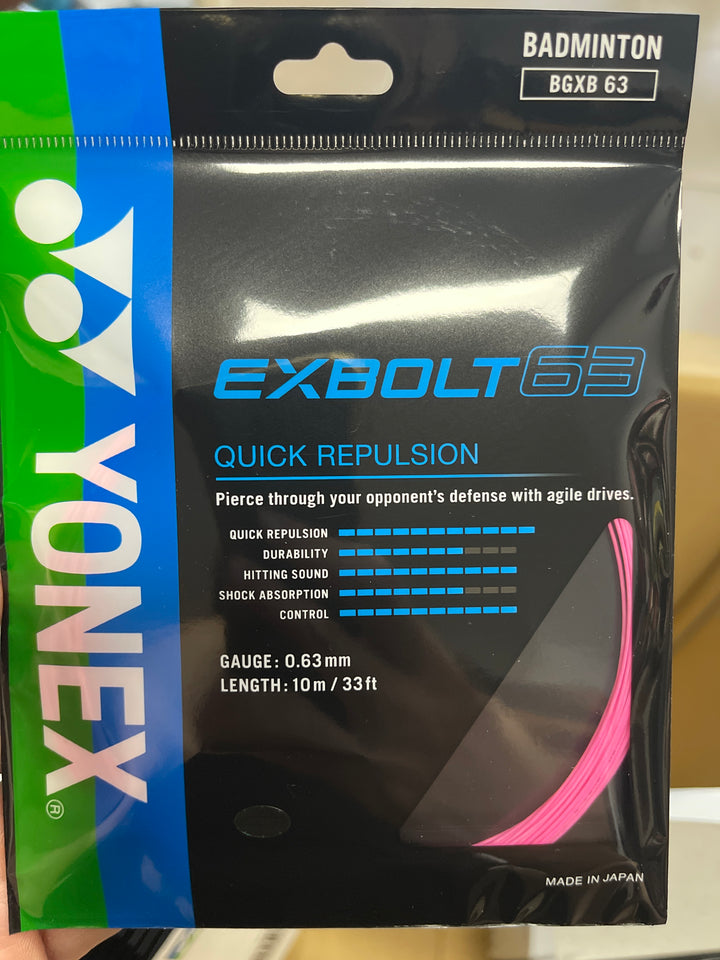 BADMINTON
BGXB 63
YONEX®
EXBOLT63
QUICK REPULSION
Pierce through your opponent's defense with agile drives.
QUICK REPULSION
DURABILITY
HITTING SOUND
SHOCK ABSORPTION
CONTROL
GAUGE: 0.63mm
LENGTH: 10m / 33ft
MADE IN JAPAN